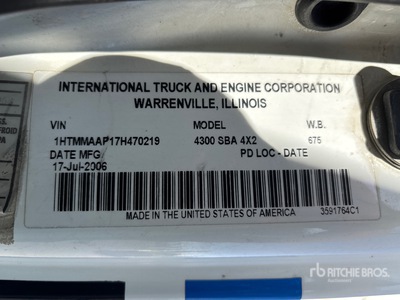 INTERNATIONAL TRUCK AND ENGINE CORPORATION
WARRENVILLE, ILLINOIS
VIN MODEL W.B.
1HTMMAAP17H470219 4300 SBA 4X2 675
DATE MFG PD LOC - DATE
17-Jul-2006
MADE IN THE UNITED STATES OF AMERICA 3591764C1
rb RITCHIE BROS.